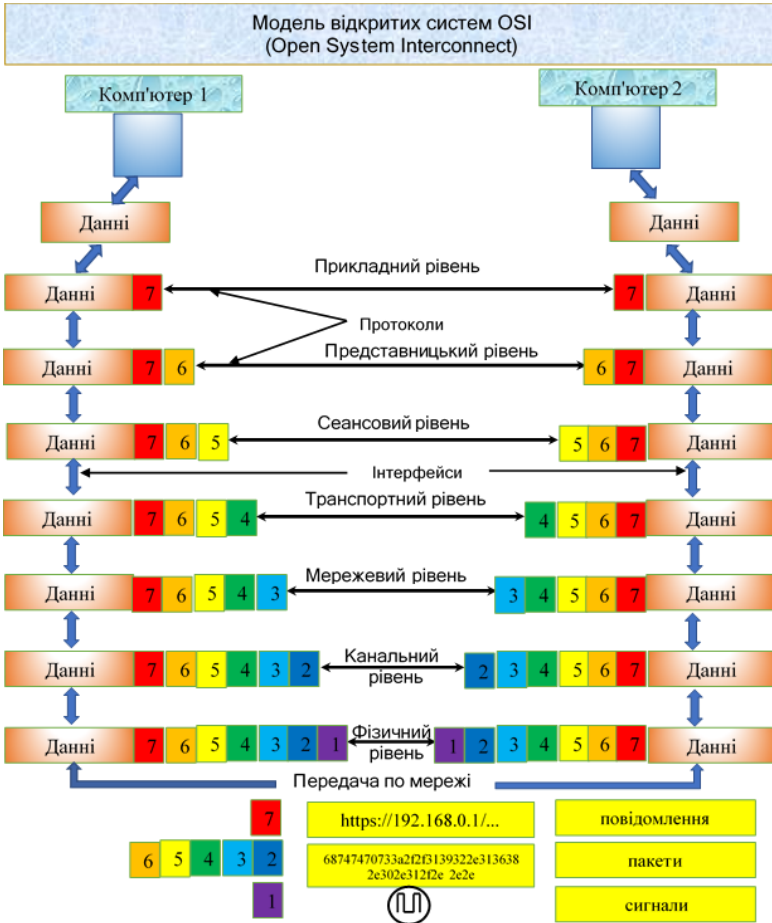 Модель відкритих систем OSI
(Open System Interconnect)
Комп'ютер 1
Комп'ютер 2
Данні
Данні
Прикладний рівень
Данні 7
7 Данні
Протоколи
Представницький рівень
Данні 7 6
6 7 Данні
Сеансовий рівень
Данні 7 6 5
5 6 7 Данні
Інтерфейси
Транспортний рівень
Данні 7 6 5 4
4 5 6 7 Данні
Мережевий рівень
Данні 7 6 5 4 3
3 4 5 6 7 Данні
Канальний
рівень
Данні 7 6 5 4 3 2
2 3 4 5 6 7 Данні
Фізичний
рівень
Данні 7 6 5 4 3 2 1
1 2 3 4 5 6 7 Данні
Передача по мережі
7
https://192.168.0.1/...
повідомлення
6 5 4 3 2
68747470733a2f2f3139322e313638
2e302e312f2e 2e2e
пакети
1
сигнали